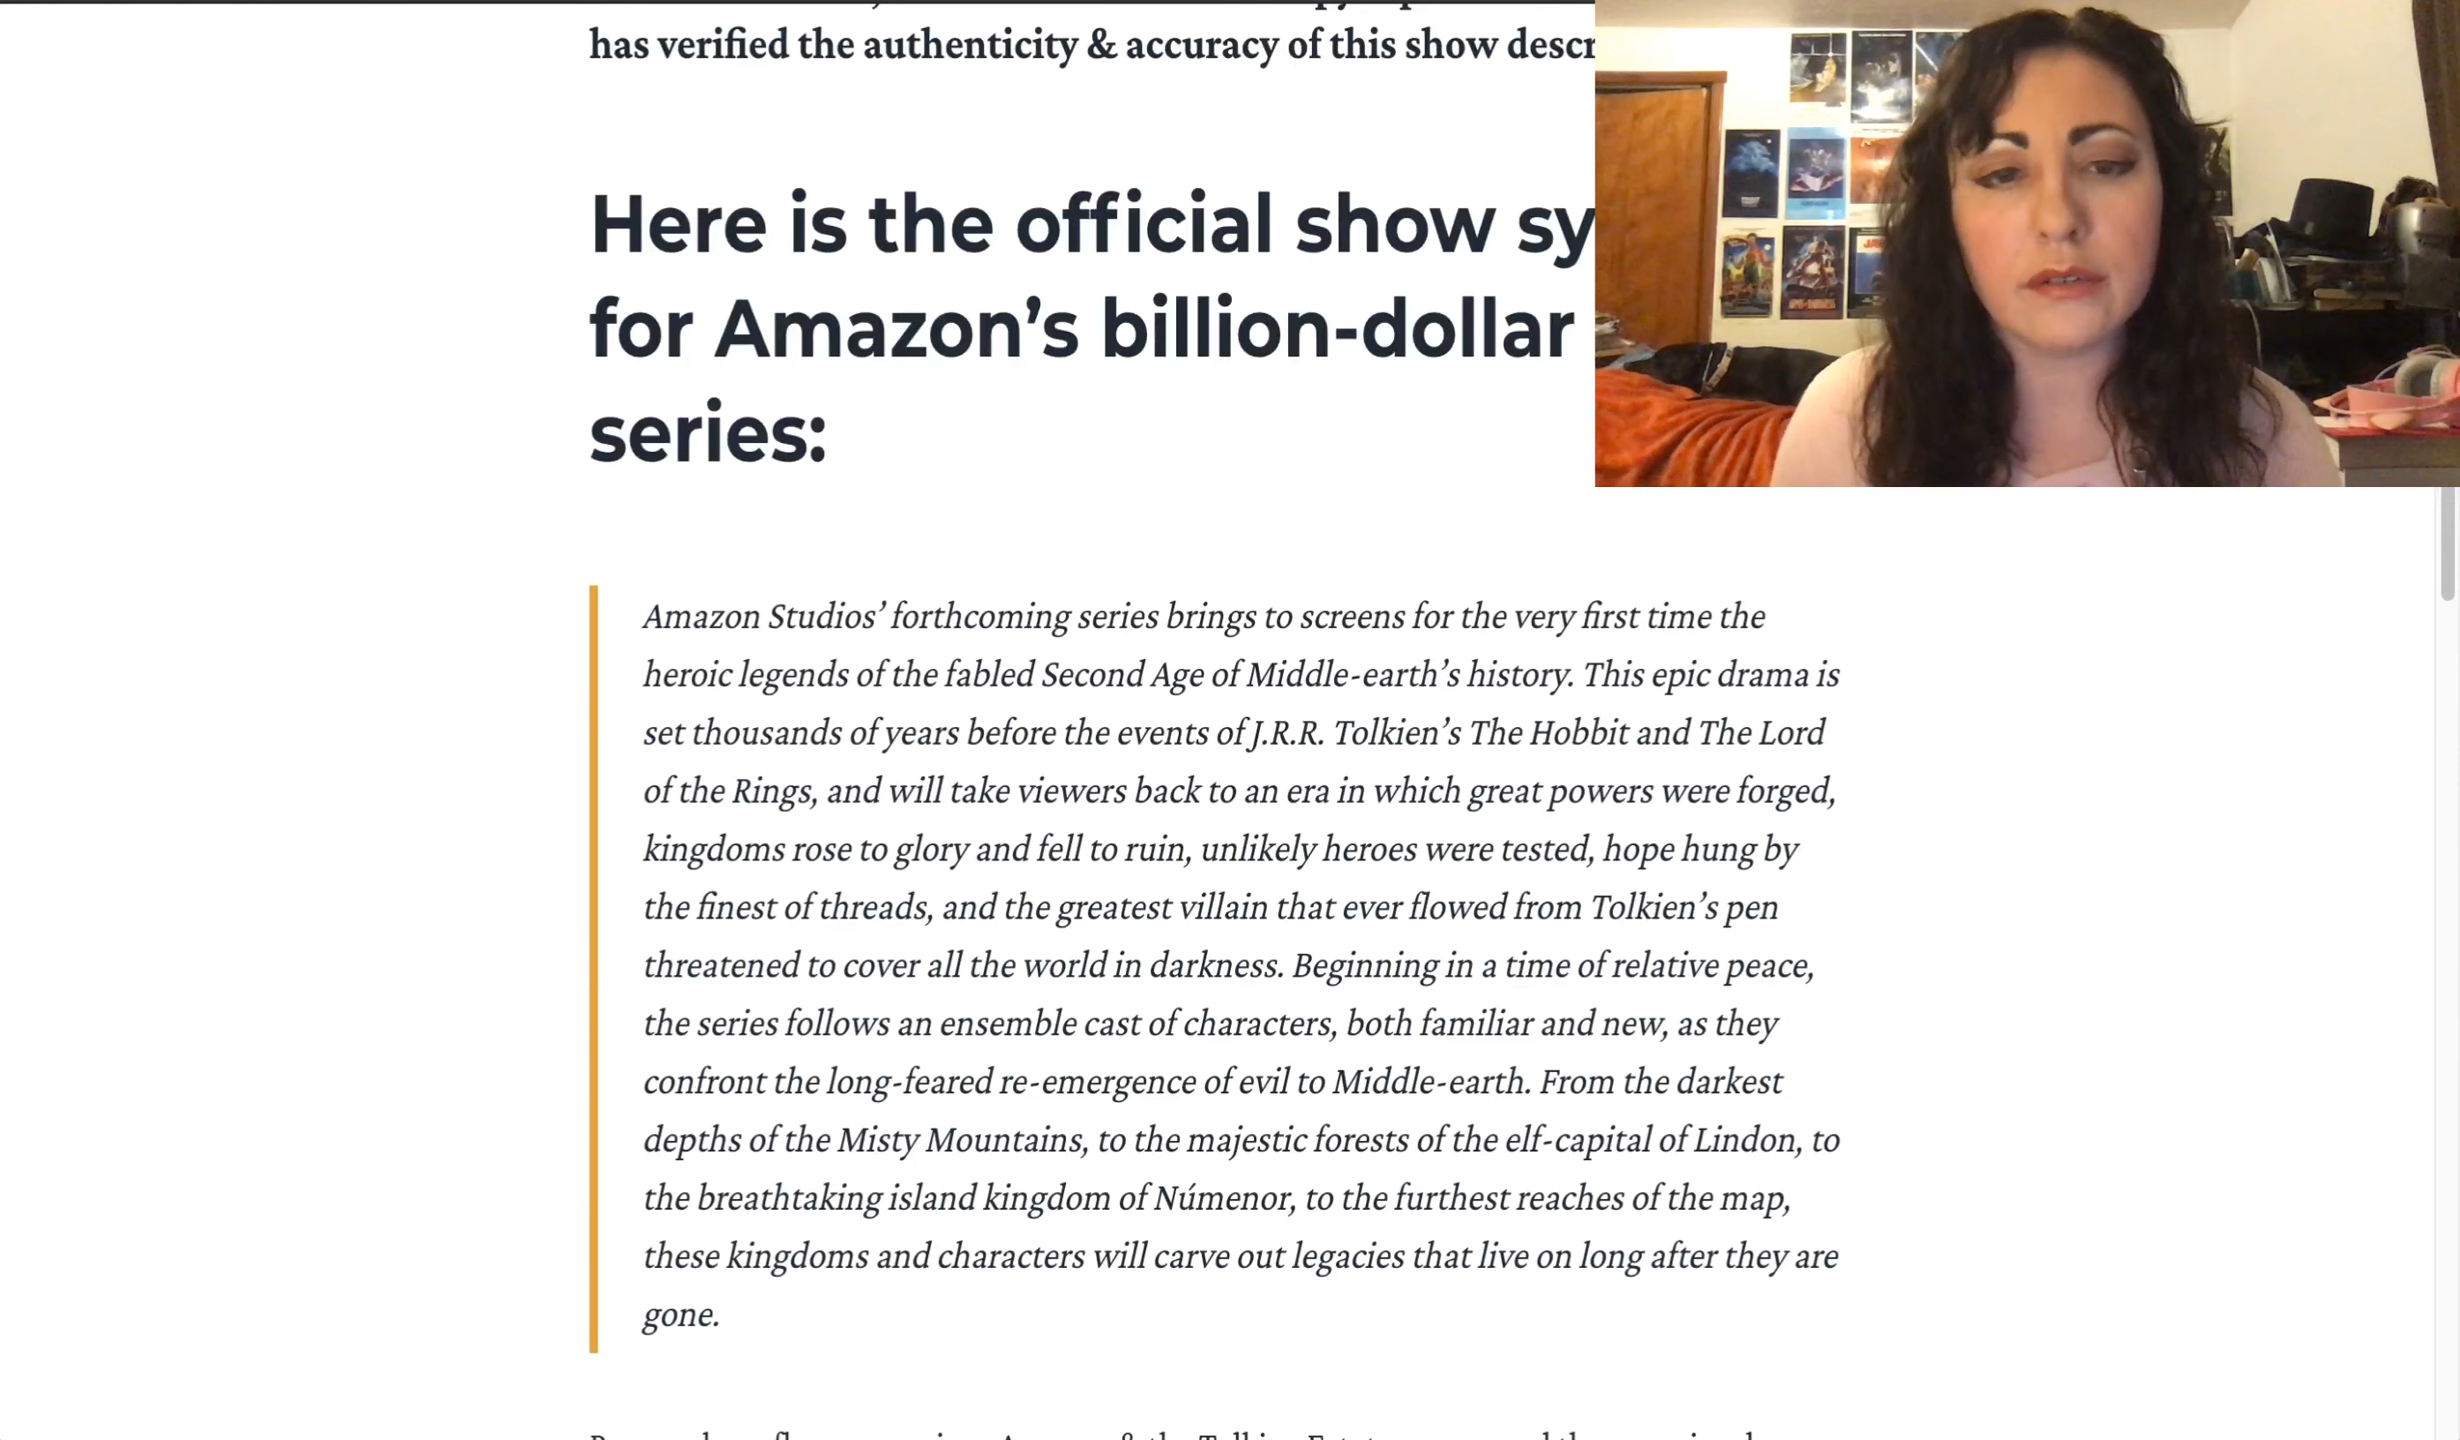 has verified the authenticity & accuracy of this show descr
Here is the official show sy
for Amazon’s billion-dollar
series:
Amazon Studios’ forthcoming series brings to screens for the very first time the
heroic legends of the fabled Second Age of Middle-earth’s history. This epic drama is
set thousands of years before the events of J.R.R. Tolkien’s The Hobbit and The Lord
of the Rings, and will take viewers back to an era in which great powers were forged,
kingdoms rose to glory and fell to ruin, unlikely heroes were tested, hope hung by
the finest of threads, and the greatest villain that ever flowed from Tolkien’s pen
threatened to cover all the world in darkness. Beginning in a time of relative peace,
the series follows an ensemble cast of characters, both familiar and new, as they
confront the long-feared re-emergence of evil to Middle-earth. From the darkest
depths of the Misty Mountains, to the majestic forests of the elf-capital of Lindon, to
the breathtaking island kingdom of Númenor, to the furthest reaches of the map,
these kingdoms and characters will carve out legacies that live on long after they are
gone.